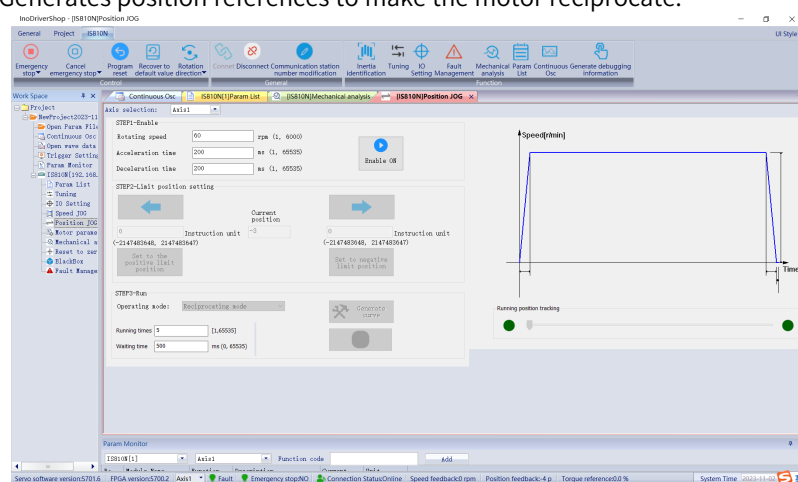 Generates position references to make the motor reciprocate.
InoDriverShop - [IS810N]Position JOG
General Project IS810N UI Style
Emergency stop Cancel emergency stop Program reset Recover to default value Rotation direction Connet Disconnect Communication station number modification Inertia identification Tuning IO Setting Fault Management Mechanical analysis Param List Continuous Osc Generate debugging information
Control General Function
Work Space
Continuous Osc IS810N[1]Param List [IS810N]Mechanical analysis [IS810N]Position JOG
Project
NewProject2023-11
Open Param File
Continuous Osc
Open wave data
Trigger Setting
Param Monitor
IS810N[192.168.
Param List
Tuning
IO Setting
Speed JOG
Position JOG
Motor parame
Mechanical a
Reset to zer
BlackBox
Fault Manage
Axis selection: Axis1
STEP1-Enable
Rotating speed 60 rpm (1, 6000)
Acceleration time 200 ms (1, 65535)
Deceleration time 200 ms (1, 65535)
Enable ON
STEP2-Limit position setting
Current position
0 Instruction unit -3 0 Instruction unit
(-2147483648, 2147483647) (-2147483648, 2147483647)
Set to the positive limit position
Set to negative limit position
STEP3-Run
Operating mode: Reciprocating mode
Generate curve
Running times 5 [1,65535]
Waiting time 500 ms (0, 65535)
Speed[r/min]
Time
Running position tracking
Param Monitor
IS810N[1] Axis1 Function code Add
Servo software version:5701.6 FPGA version:5700.2 Axis1 Fault Emergency stop:NO Connection Status:Online Speed feedback:0 rpm Position feedback:-4 p Torque reference:0.0 % System Time 2023-11-02